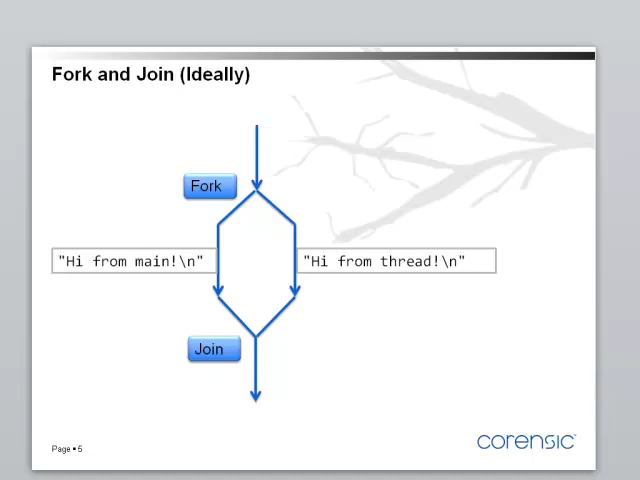 Fork and Join (Ideally)
Fork
"Hi from main!\n"
"Hi from thread!\n"
Join
Page ▪ 5
corensic